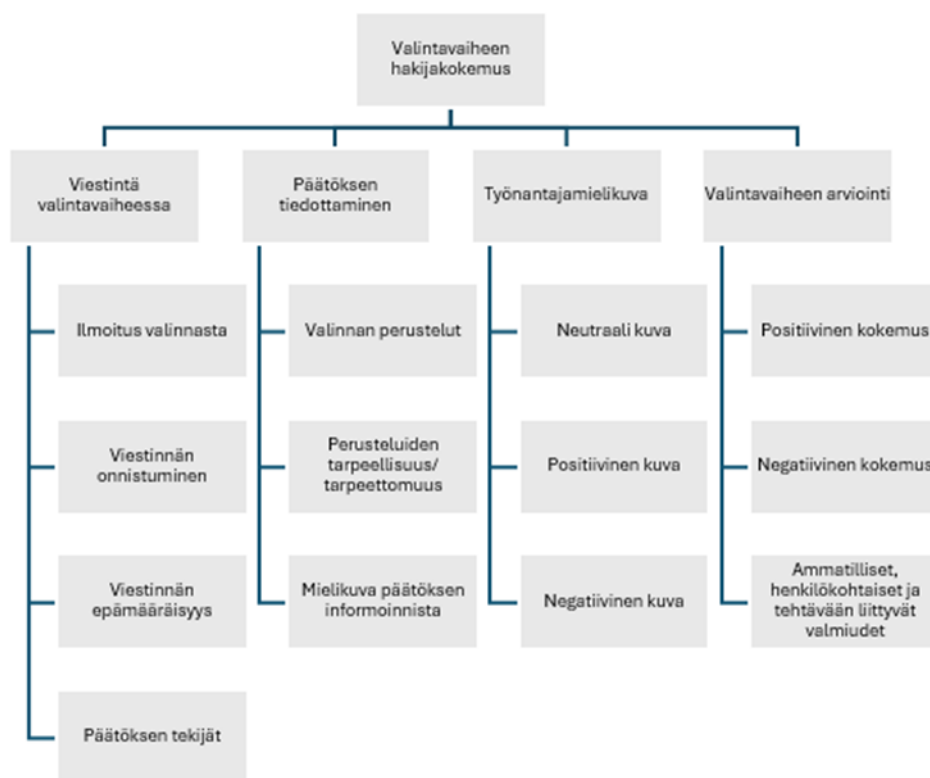 Valintavaiheen
hakijakokemus
Viestintä
valintavaiheessa
Päätöksen
tiedottaminen
Työnantajamielikuva
Valintavaiheen arviointi
Ilmoitus valinnasta
Valinnan perustelut
Neutraali kuva
Positiivinen kokemus
Viestinnän
onnistuminen
Perusteluiden
tarpeellisuus/
tarpeettomuus
Positiivinen kuva
Negatiivinen kokemus
Viestinnän
epämääräisyys
Mielikuva päätöksen
informoinnista
Negatiivinen kuva
Ammatilliset,
henkilökohtaiset ja
tehtävään liittyvät
valmiudet
Päätöksen tekijät